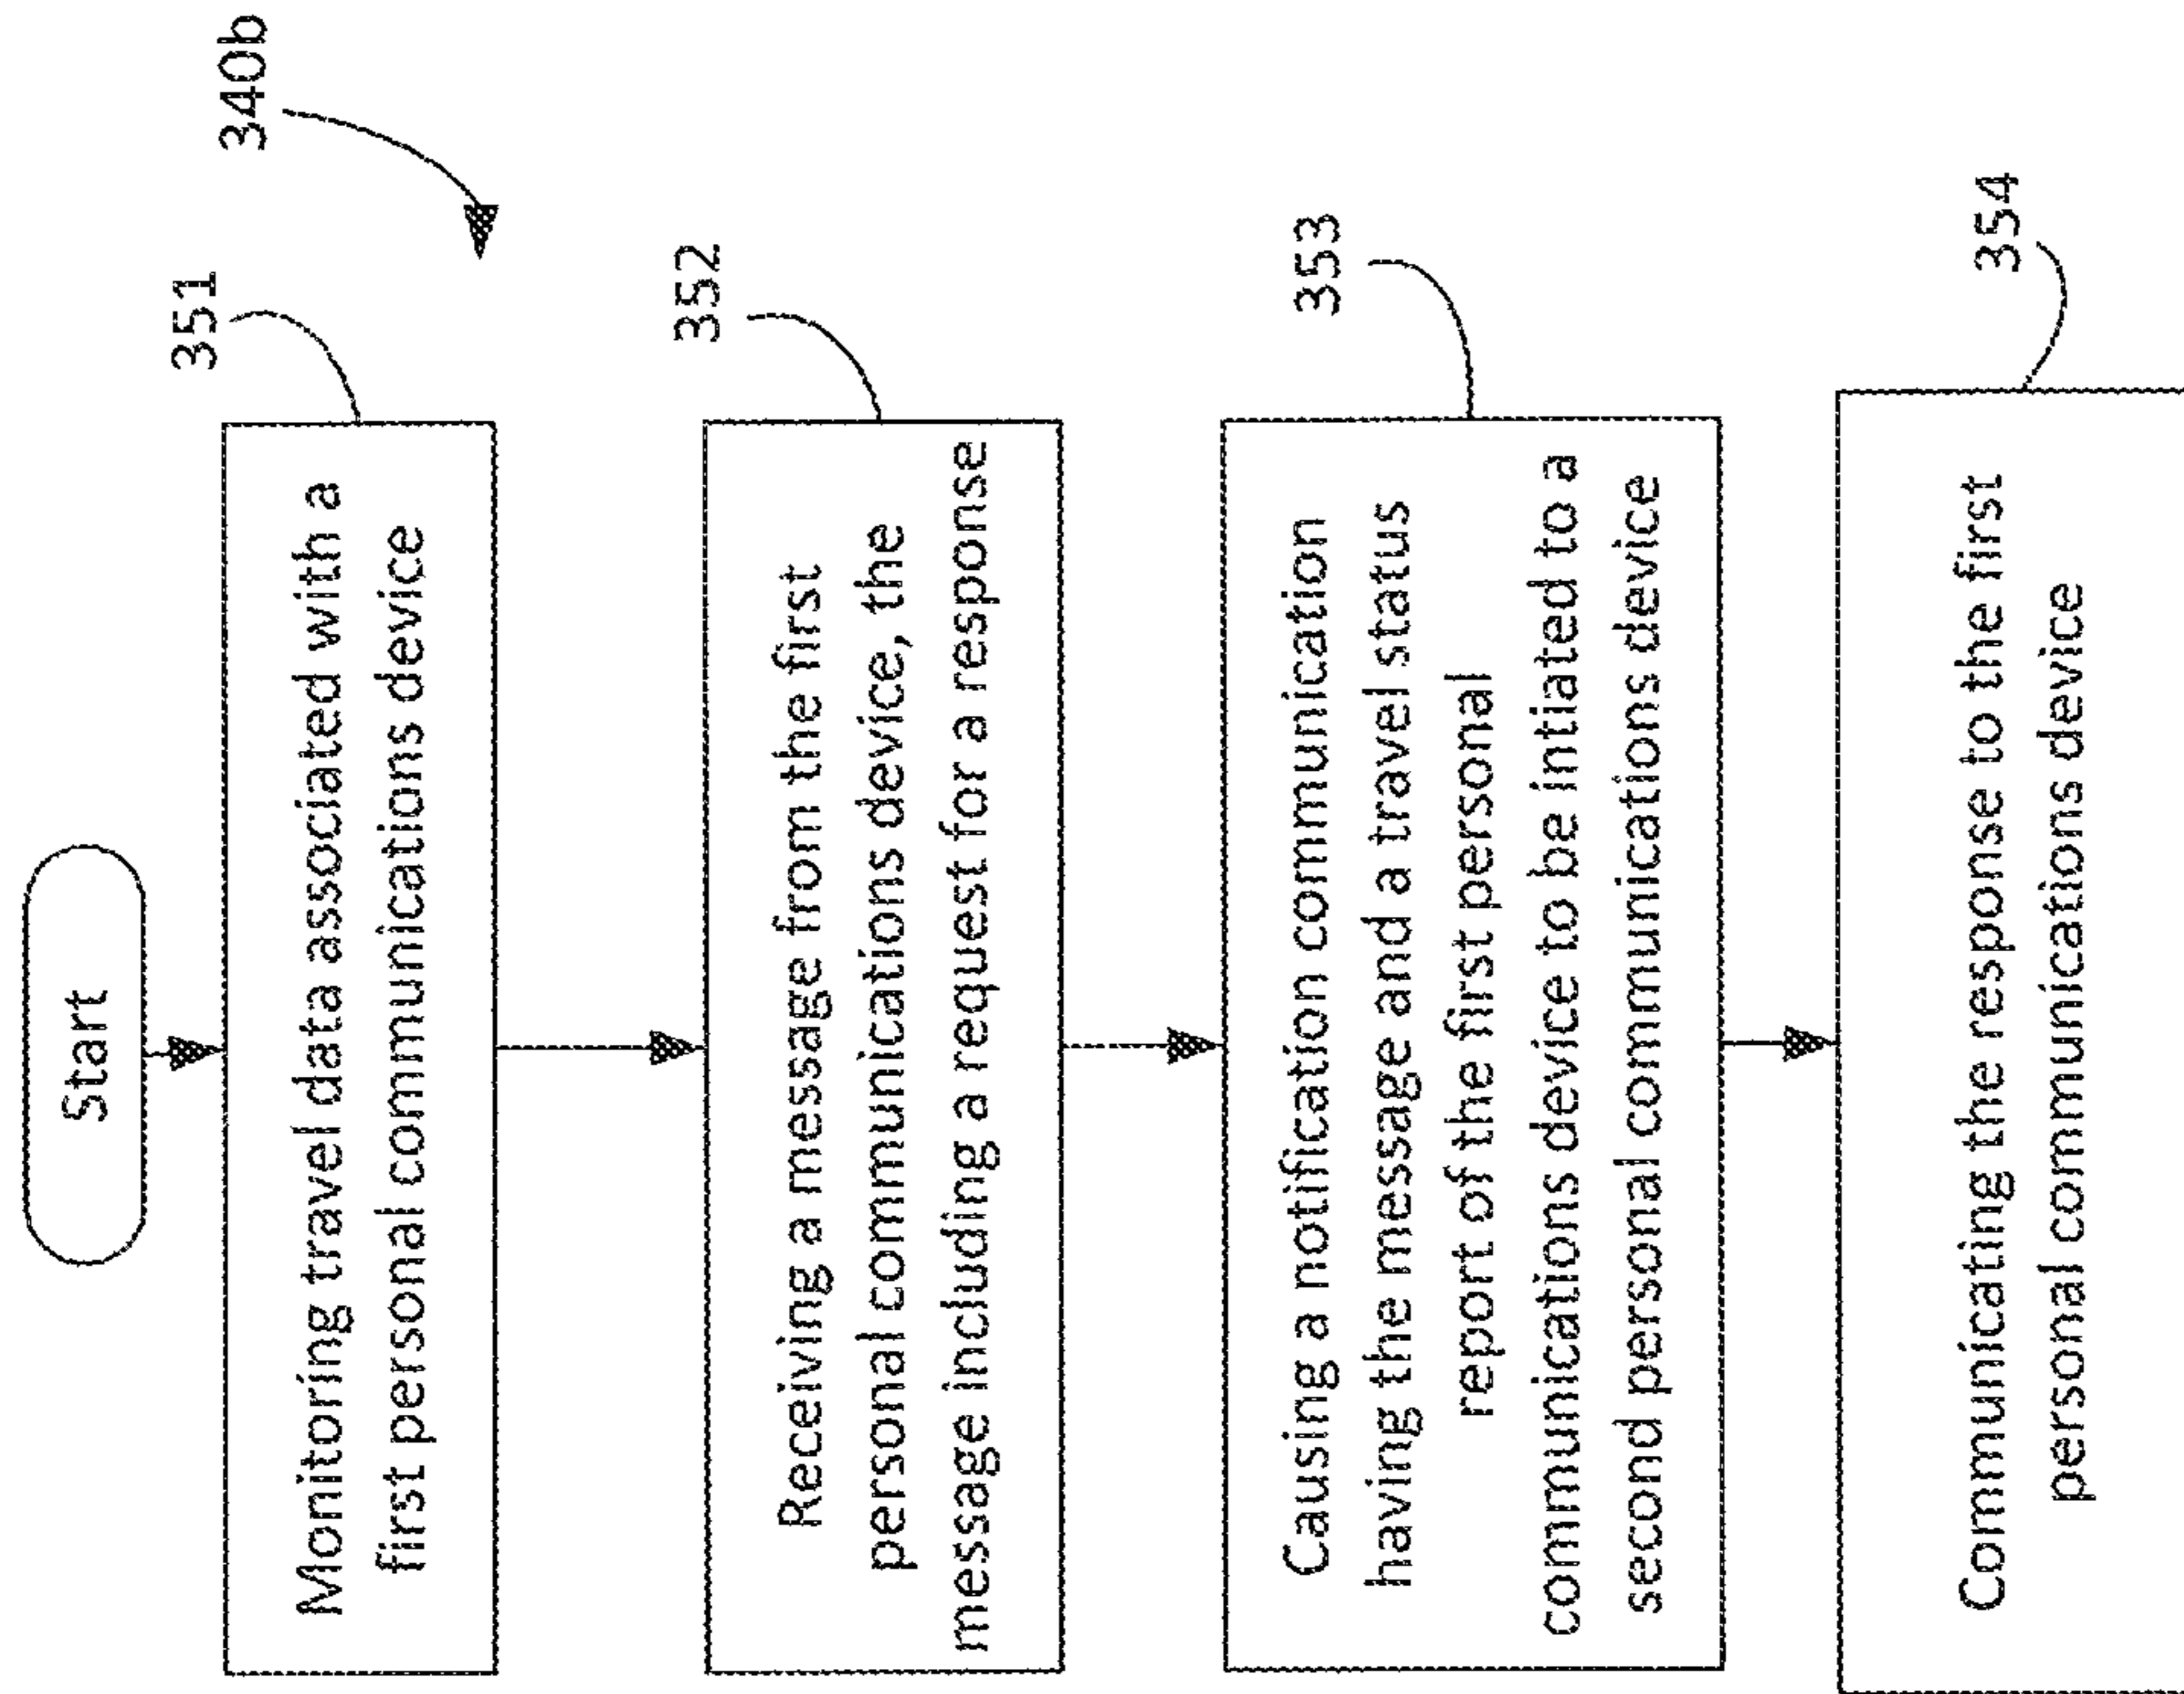 340b
Start
351
Monitoring travel data associated with a
first personal communications device
352
Receiving a message from the first
personal communications device, the
message including a request for a response
353
Causing a notification communication
having the message and a travel status
report of the first personal
communications device to be intiated to a
second personal communications device
354
Communicating the response to the first
personal communications device